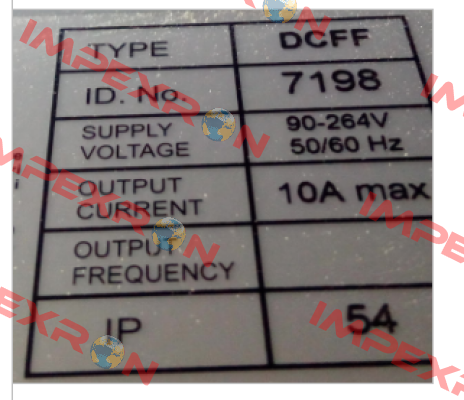 TYPE DCFF
ID. No. 7198
SUPPLY VOLTAGE 90-264V 50/60 Hz
OUTPUT CURRENT 10A max
OUTPUT FREQUENCY
IP 54
IMPEXRON
IMPEXRON
IMPEXRON
IMPEXRON